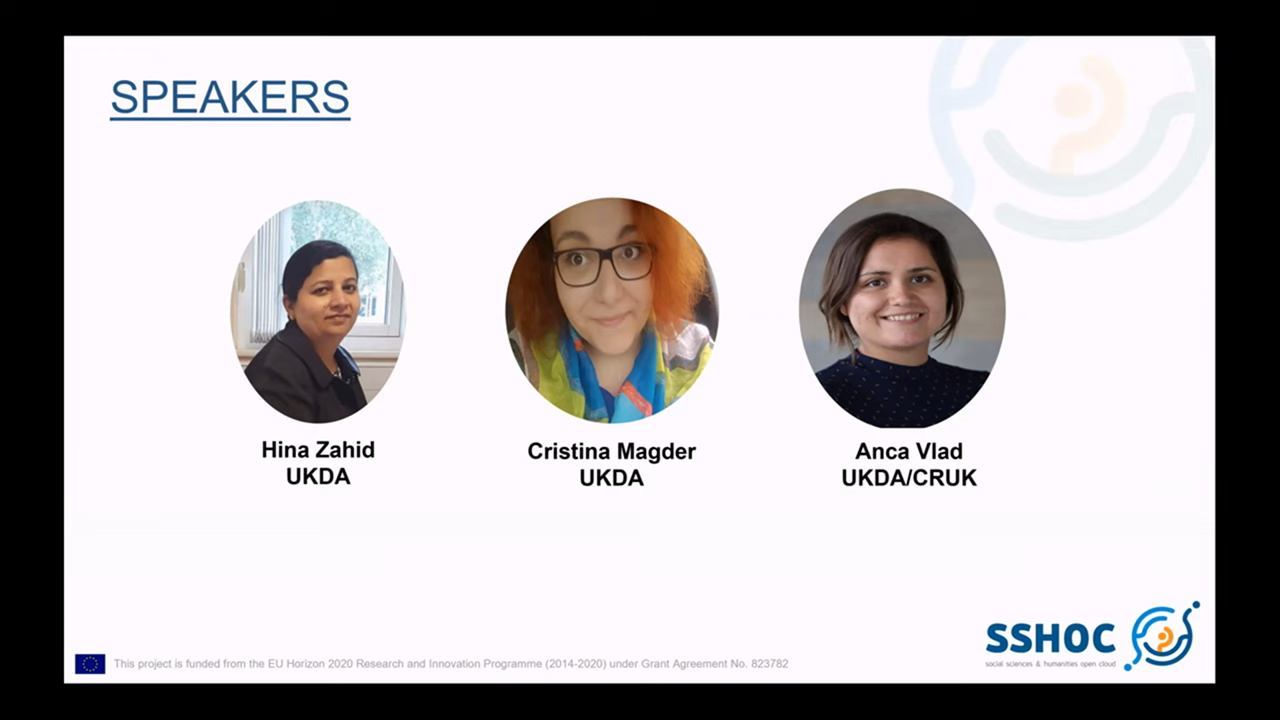 SPEAKERS
Hina Zahid
UKDA
Cristina Magder
UKDA
Anca Vlad
UKDA/CRUK
SSHOC
social sciences & humanities open cloud
This project is funded from the EU Horizon 2020 Research and Innovation Programme (2014-2020) under Grant Agreement No. 823782